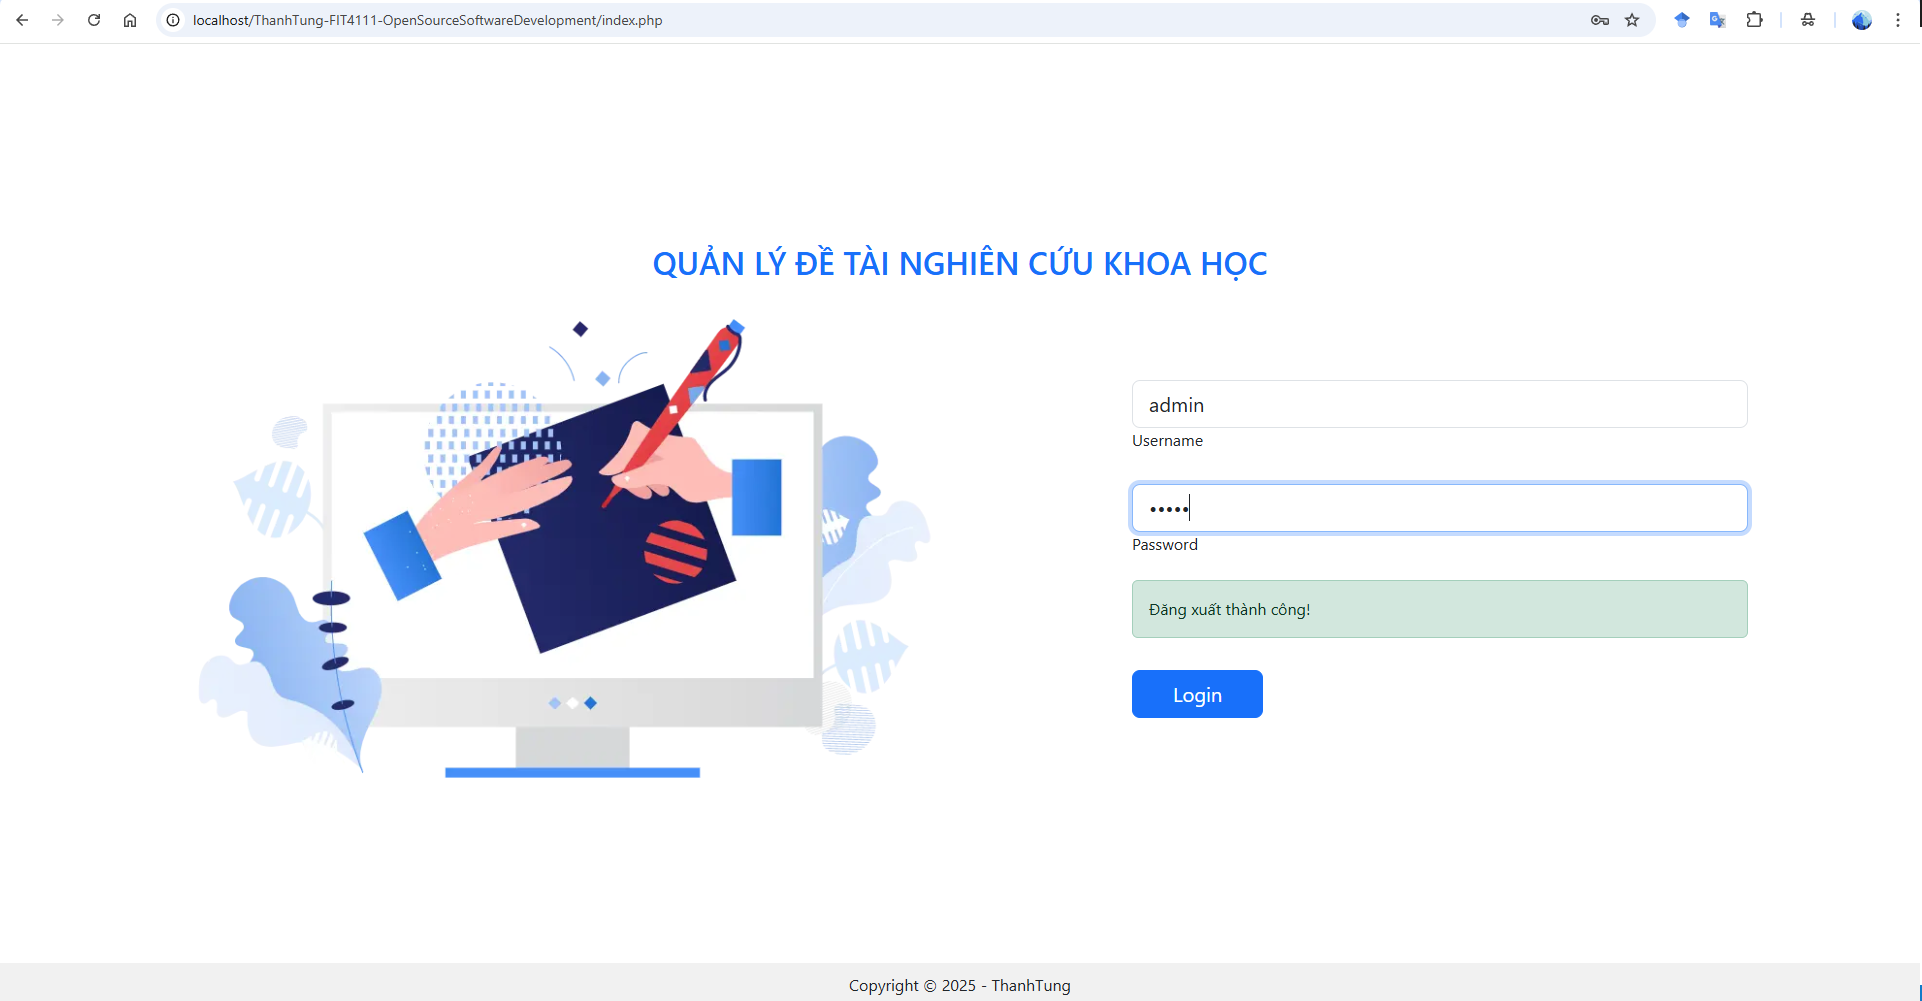 localhost/ThanhTung-FIT4111-OpenSourceSoftwareDevelopment/index.php
QUẢN LÝ ĐỀ TÀI NGHIÊN CỨU KHOA HỌC
admin
Username
•••••
Password
Đăng xuất thành công!
Login
Copyright © 2025 - ThanhTung